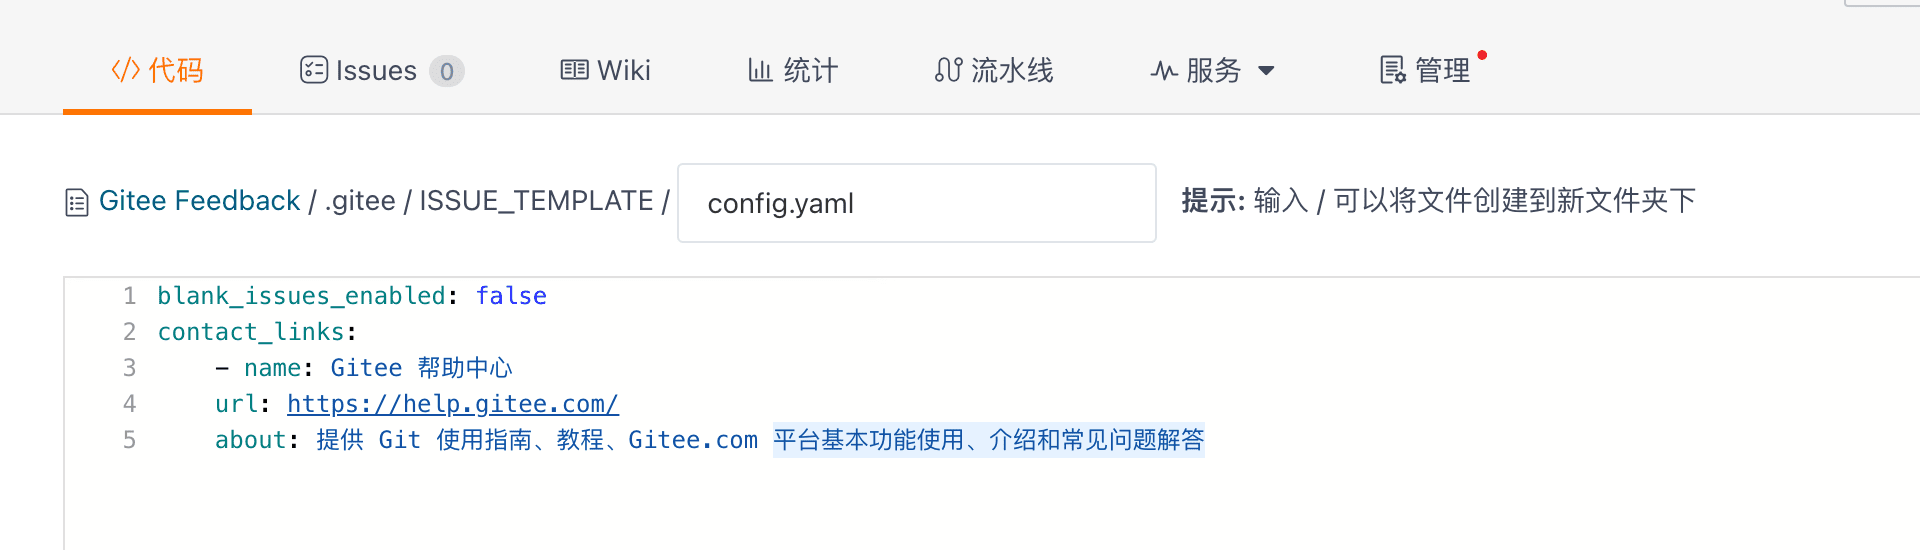 代码 Issues 0 Wiki 统计 流水线 服务 管理
Gitee Feedback / .gitee / ISSUE_TEMPLATE / config.yaml 提示: 输入 / 可以将文件创建到新文件夹下
1 blank_issues_enabled: false
2 contact_links:
3     - name: Gitee 帮助中心
4     url: https://help.gitee.com/
5     about: 提供 Git 使用指南、教程、Gitee.com 平台基本功能使用、介绍和常见问题解答